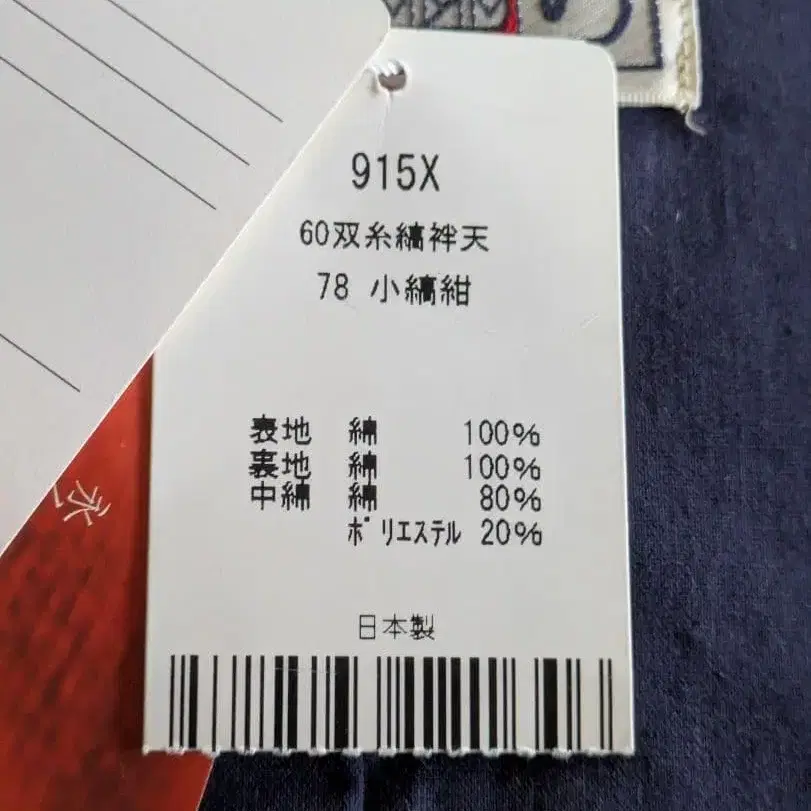 915X
60双糸縞袢天
78 小縞紺
表地 綿 100%
裏地 綿 100%
中綿 綿 80%
ポリエステル 20%
日本製